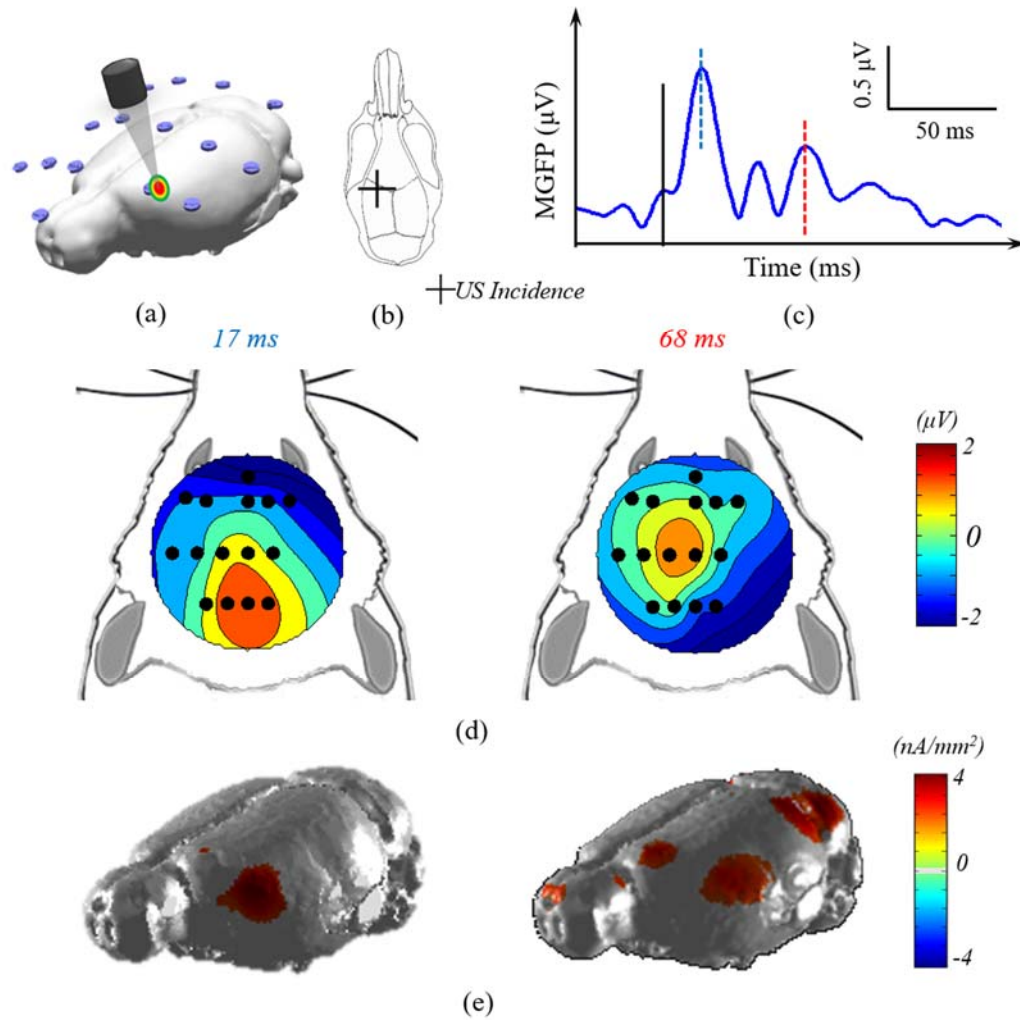 MGFP (μV)
0.5 μV
50 ms
Time (ms)
US Incidence
(a)
(b)
(c)
17 ms
68 ms
(μV)
2
0
-2
(d)
(nA/mm²)
4
0
-4
(e)